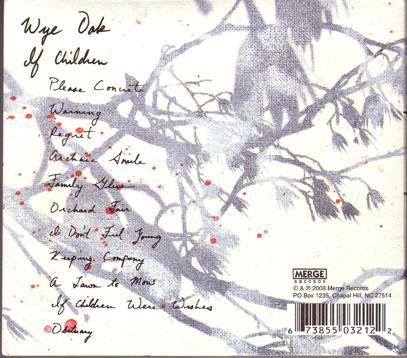 Wye Oak
If Children
Please Concrete
Warning
Regret
Archaic Smile
Family Glue
Orchard Fair
I Don't Feel Young
Keeping Company
A Lawn to Mow
If Children Were Wishes
Obituary
MERGE
RECORDS
© & ℗ 2008 Merge Records
PO Box 1235, Chapel Hill, NC 27514
6 73855 03212 2